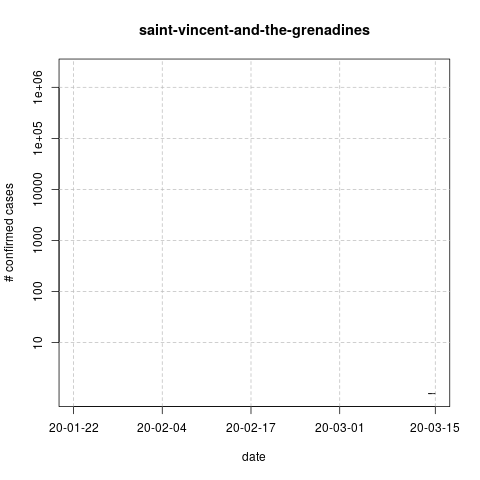 saint-vincent-and-the-grenadines
# confirmed cases
1e+06
1e+05
10000
1000
100
10
20-01-22 20-02-04 20-02-17 20-03-01 20-03-15
date